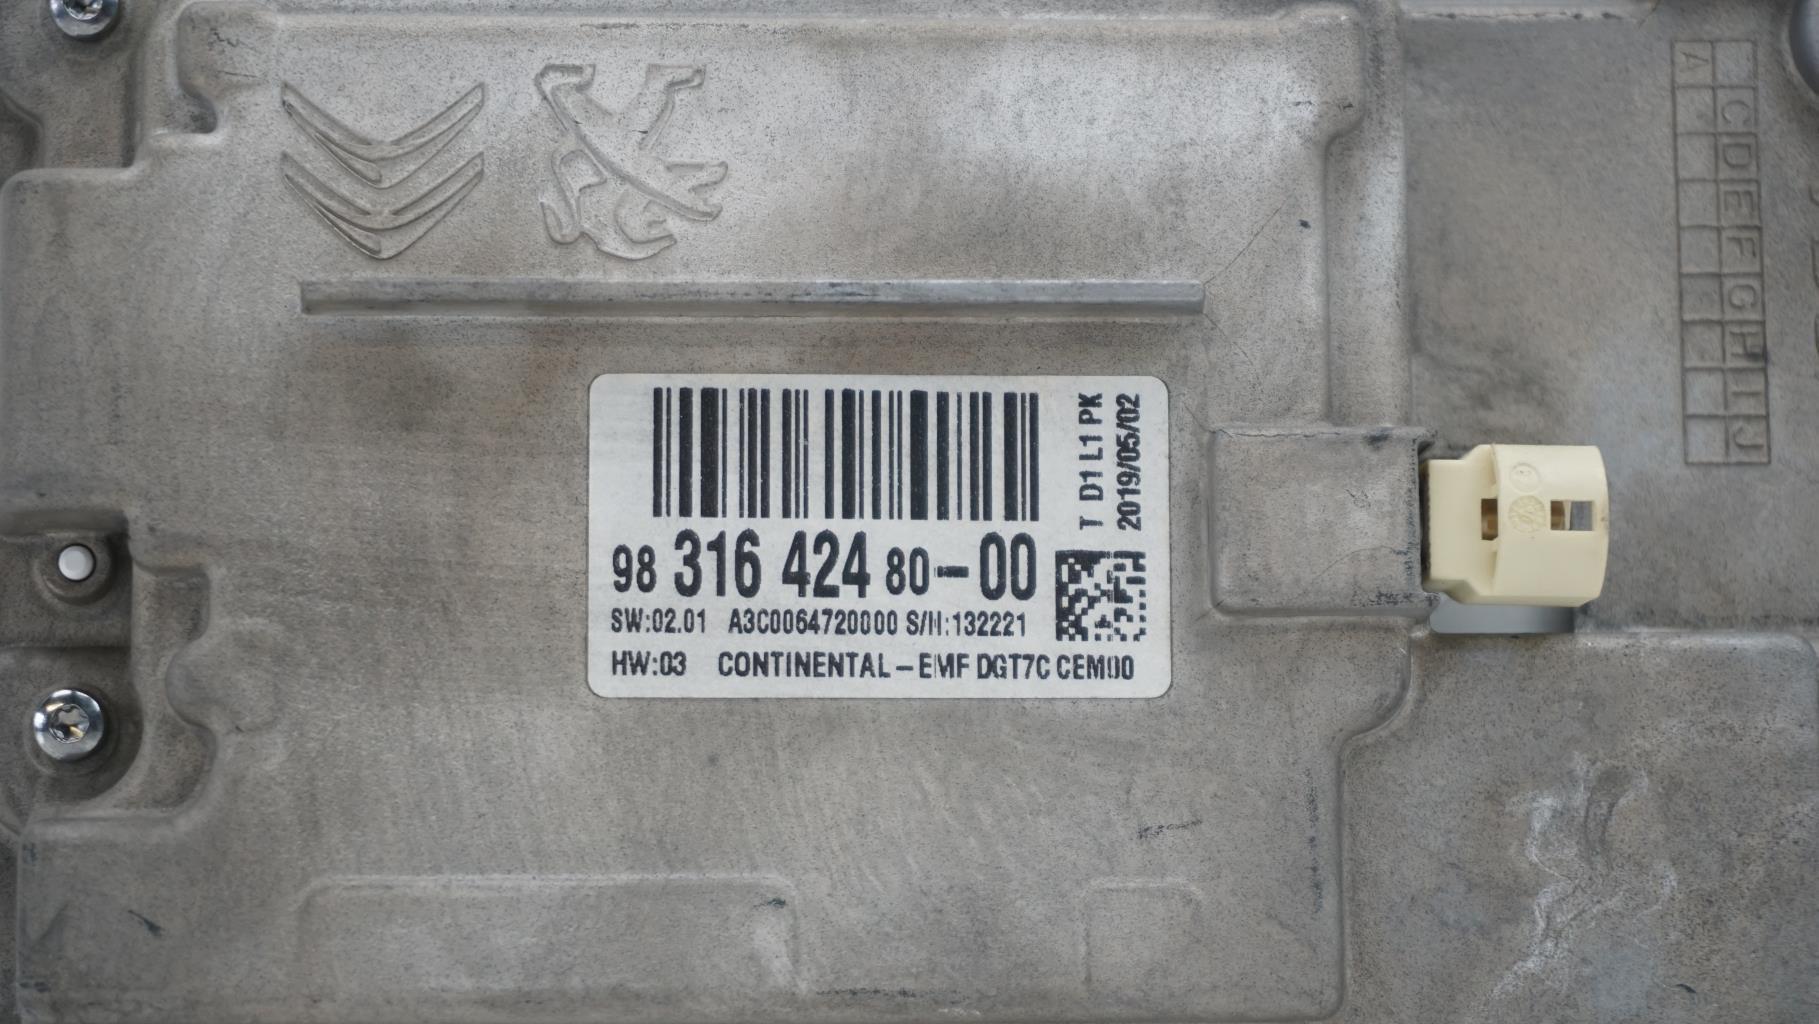 T D1 L1 PK
2019/05/02
98 316 424 80-00
SW:02.01 A3C0064720000 S/N:132221
HW:03 CONTINENTAL-EMF DGT7C CEM00
A
C
D
E
F
G
H
I
J